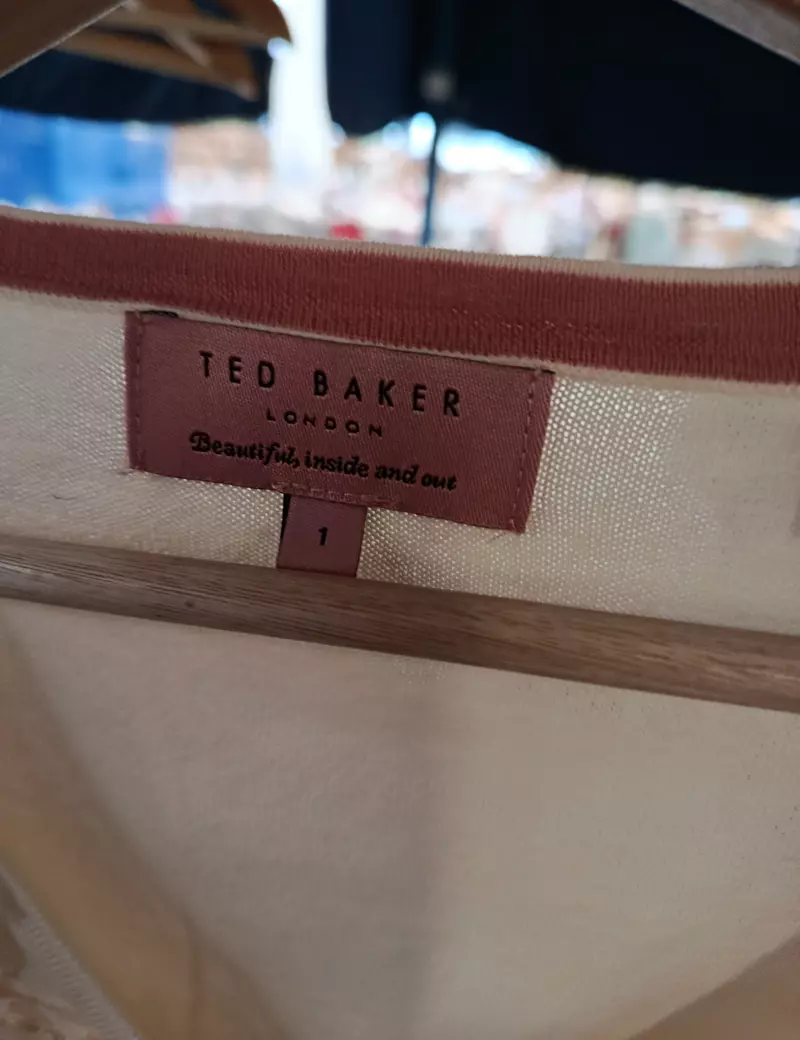 TED BAKER
LONDON
Beautiful, inside and out
1